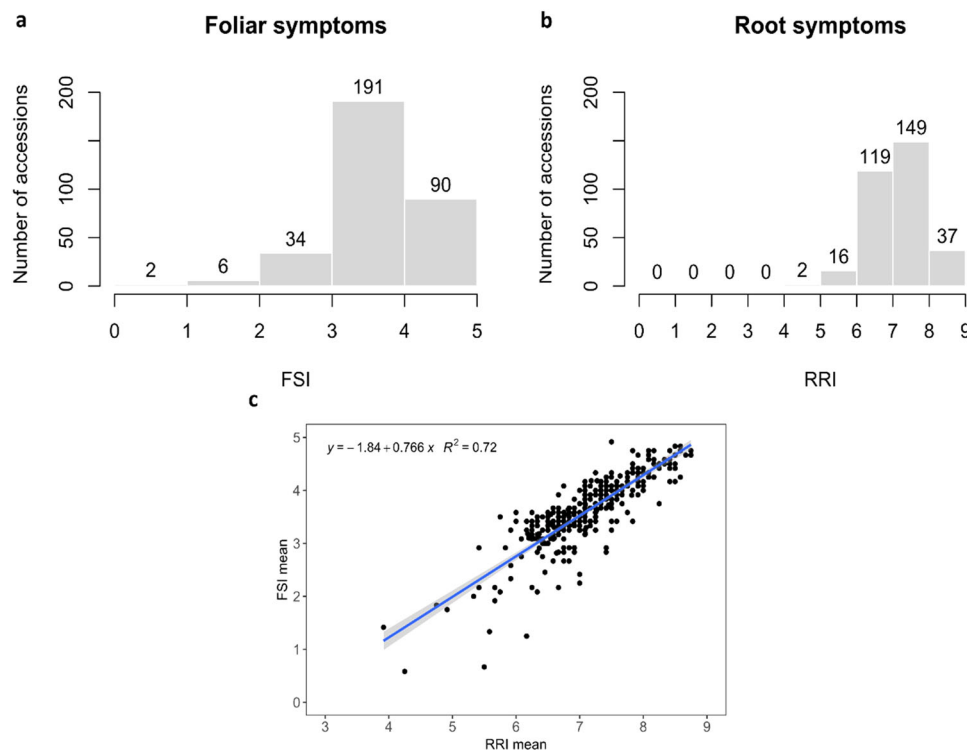 a
Foliar symptoms
Number of accessions
200
100
50
0
2
6
34
191
90
0 1 2 3 4 5
FSI
b
Root symptoms
Number of accessions
200
100
50
0
0 0 0 0 2 16 119 149 37
0 1 2 3 4 5 6 7 8 9
RRI
c
y = − 1.84 + 0.766 x R² = 0.72
FSI mean
5
4
3
2
1
0
3 4 5 6 7 8 9
RRI mean